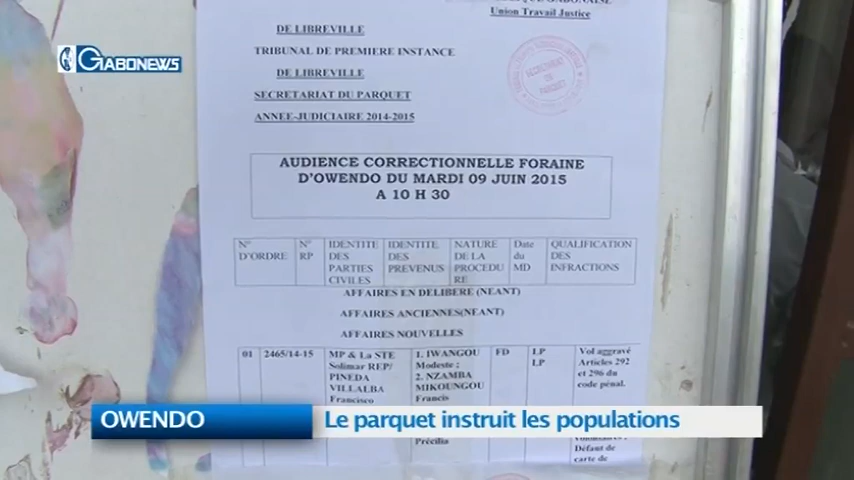 GABONEWS
Union Travail Justice
DE LIBREVILLE
TRIBUNAL DE PREMIERE INSTANCE
DE LIBREVILLE
SECRETARIAT DU PARQUET
ANNEE-JUDICIAIRE 2014-2015
AUDIENCE CORRECTIONNELLE FORAINE
D'OWENDO DU MARDI 09 JUIN 2015
A 10 H 30
N° D'ORDRE
N° RP
IDENTITE DES PARTIES CIVILES
IDENTITE DES PREVENUS
NATURE DE LA PROCEDU RE
Date du MD
QUALIFICATION DES INFRACTIONS
AFFAIRES EN DELIBERE (NEANT)
AFFAIRES ANCIENNES(NEANT)
AFFAIRES NOUVELLES
01
2465/14-15
MP & La STE
Solimar REP/
PINEDA
VILLALBA
Francisco
1. IWANGOU
Modeste ;
2. NZAMBA
MIKOUNGOU
Francis
Précilia
FD
LP
LP
Vol aggravé
Articles 292
et 296 du
code pénal.
Défaut de
carte de
OWENDO
Le parquet instruit les populations